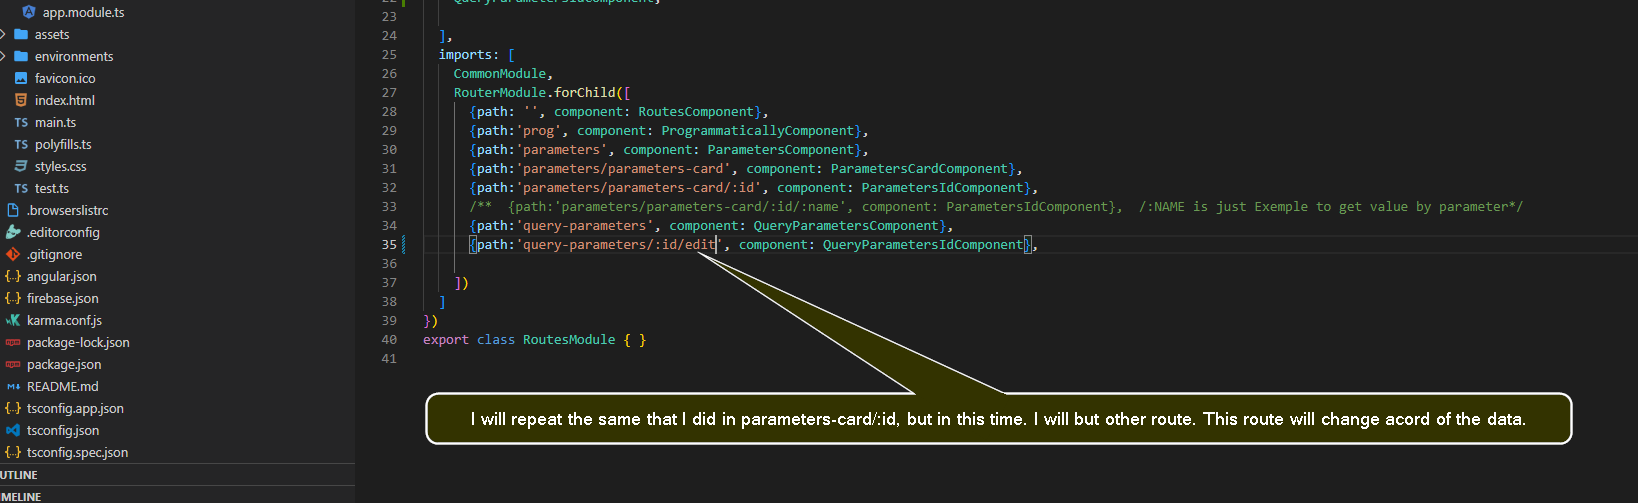 app.module.ts
assets
environments
favicon.ico
index.html
main.ts
polyfills.ts
styles.css
test.ts
.browserslistrc
.editorconfig
.gitignore
angular.json
firebase.json
karma.conf.js
package-lock.json
package.json
README.md
tsconfig.app.json
tsconfig.json
tsconfig.spec.json
UTLINE
IMELINE
22 QueryParametersIdComponent,
23
24 ],
25 imports: [
26 CommonModule,
27 RouterModule.forChild([
28 {path: '', component: RoutesComponent},
29 {path:'prog', component: ProgrammaticallyComponent},
30 {path:'parameters', component: ParametersComponent},
31 {path:'parameters/parameters-card', component: ParametersCardComponent},
32 {path:'parameters/parameters-card/:id', component: ParametersIdComponent},
33 /** {path:'parameters/parameters-card/:id/:name', component: ParametersIdComponent}, /:NAME is just Exemple to get value by parameter*/
34 {path:'query-parameters', component: QueryParametersComponent},
35 {path:'query-parameters/:id/edit', component: QueryParametersIdComponent},
36
37 ])
38 ]
39 })
40 export class RoutesModule { }
41
I will repeat the same that I did in parameters-card/:id, but in this time. I will but other route. This route will change acord of the data.